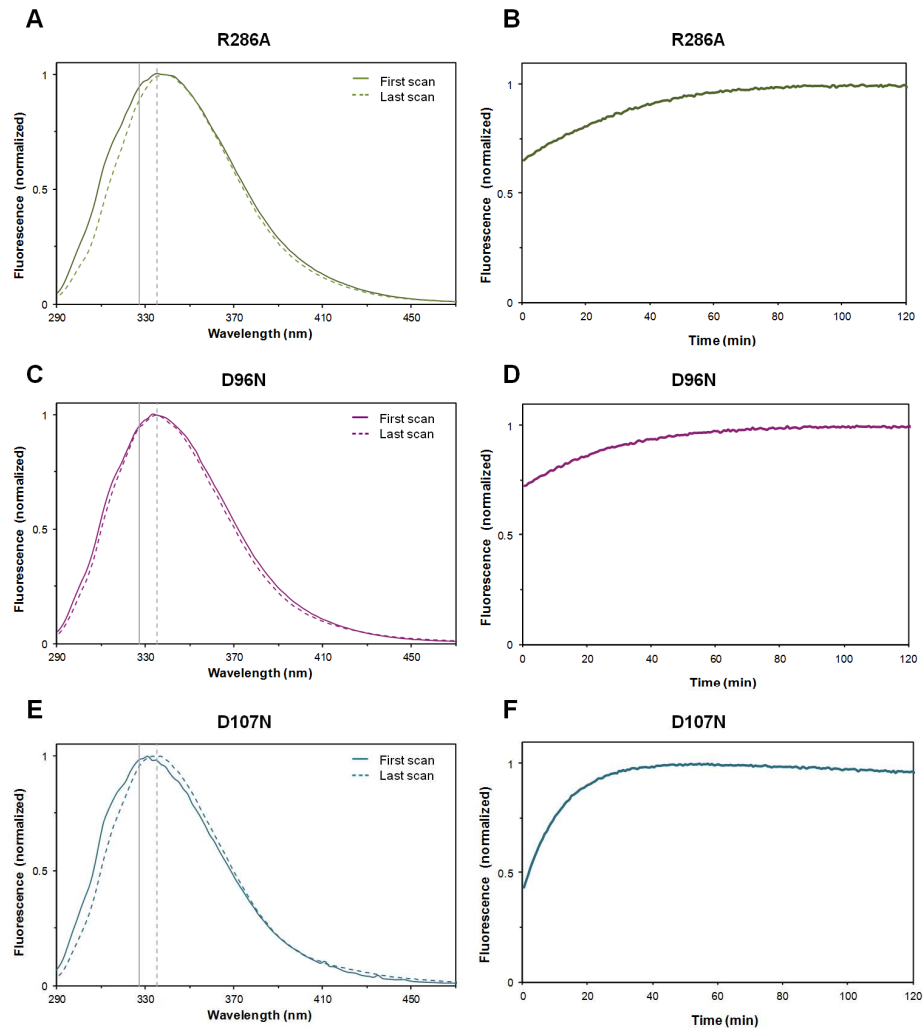 A
R286A
Fluorescence (normalized)
1
0.5
0
First scan
Last scan
290
330
370
410
450
Wavelength (nm)
B
R286A
Fluorescence (normalized)
1
0.5
0
0
20
40
60
80
100
120
Time (min)
C
D96N
Fluorescence (normalized)
1
0.5
0
First scan
Last scan
290
330
370
410
450
Wavelength (nm)
D
D96N
Fluorescence (normalized)
1
0.5
0
0
20
40
60
80
100
120
Time (min)
E
D107N
Fluorescence (normalized)
1
0.5
0
First scan
Last scan
290
330
370
410
450
Wavelength (nm)
F
D107N
Fluorescence (normalized)
1
0.5
0
0
20
40
60
80
100
120
Time (min)